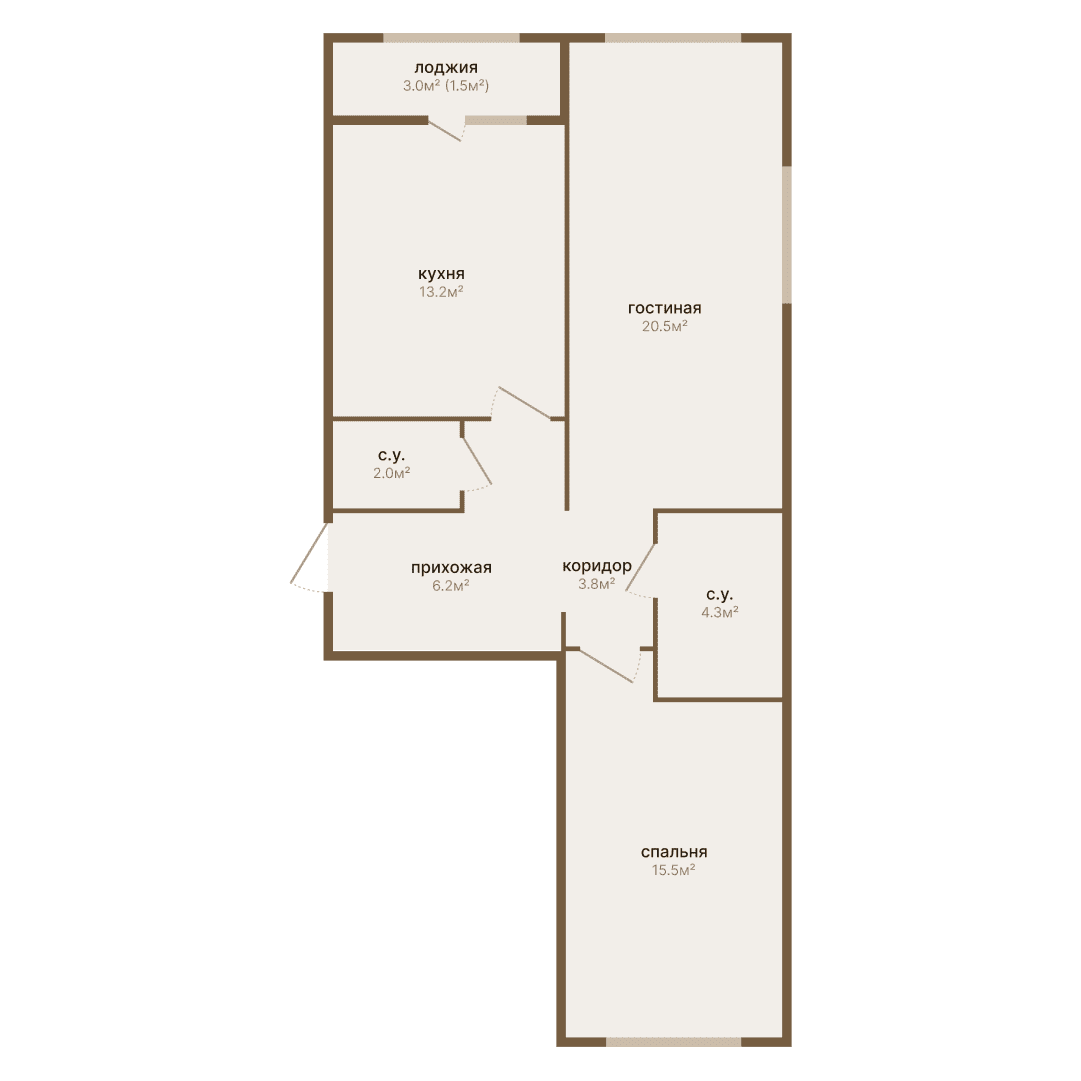 лоджия
3.0м² (1.5м²)
кухня
13.2м²
гостиная
20.5м²
с.у.
2.0м²
прихожая
6.2м²
коридор
3.8м²
с.у.
4.3м²
спальня
15.5м²